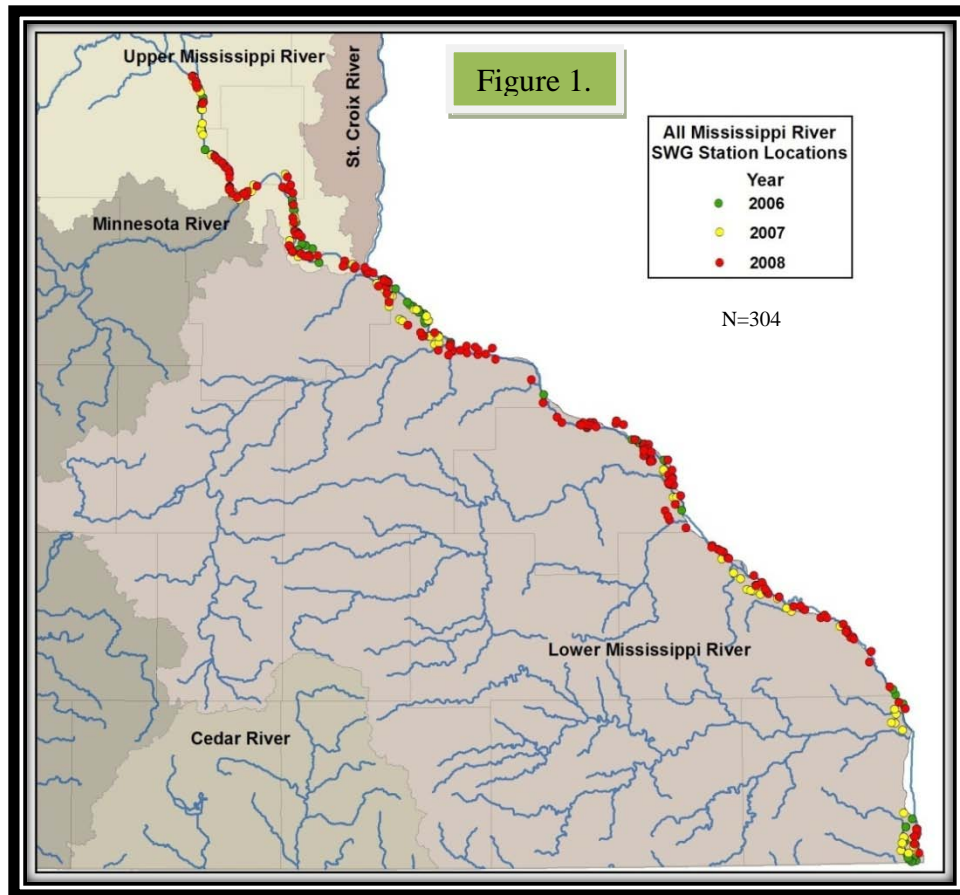 Upper Mississippi River
St. Croix River
Figure 1.
All Mississippi River
SWG Station Locations
Year
2006
2007
2008
N=304
Minnesota River
Lower Mississippi River
Cedar River